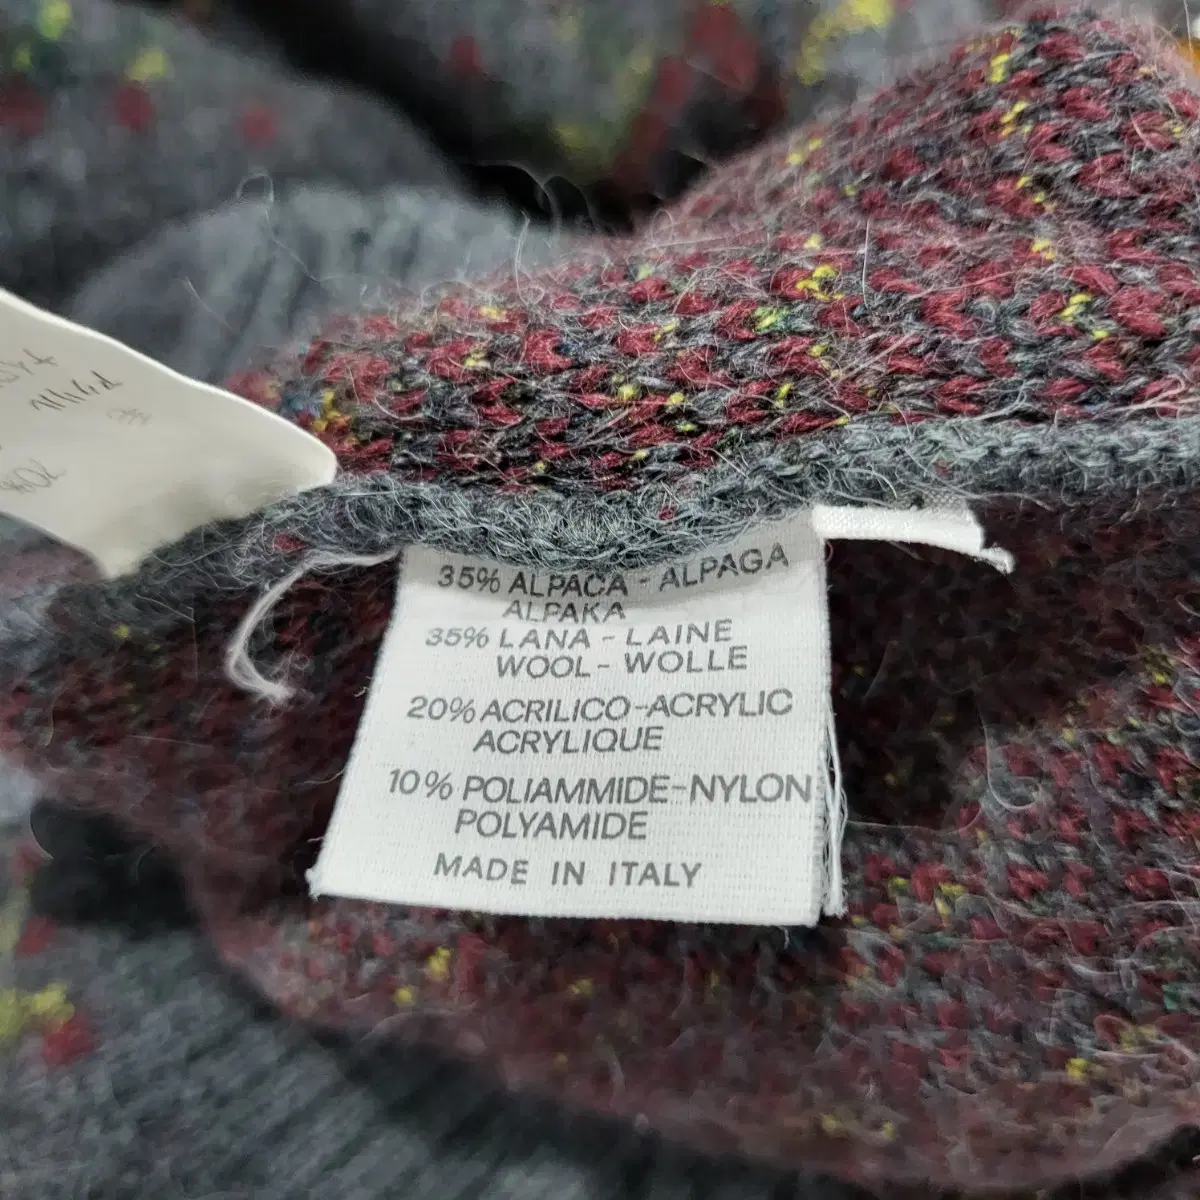 35% ALPACA - ALPAGA
ALPAKA
35% LANA - LAINE
WOOL - WOLLE
20% ACRILICO-ACRYLIC
ACRYLIQUE
10% POLIAMMIDE-NYLON
POLYAMIDE
MADE IN ITALY